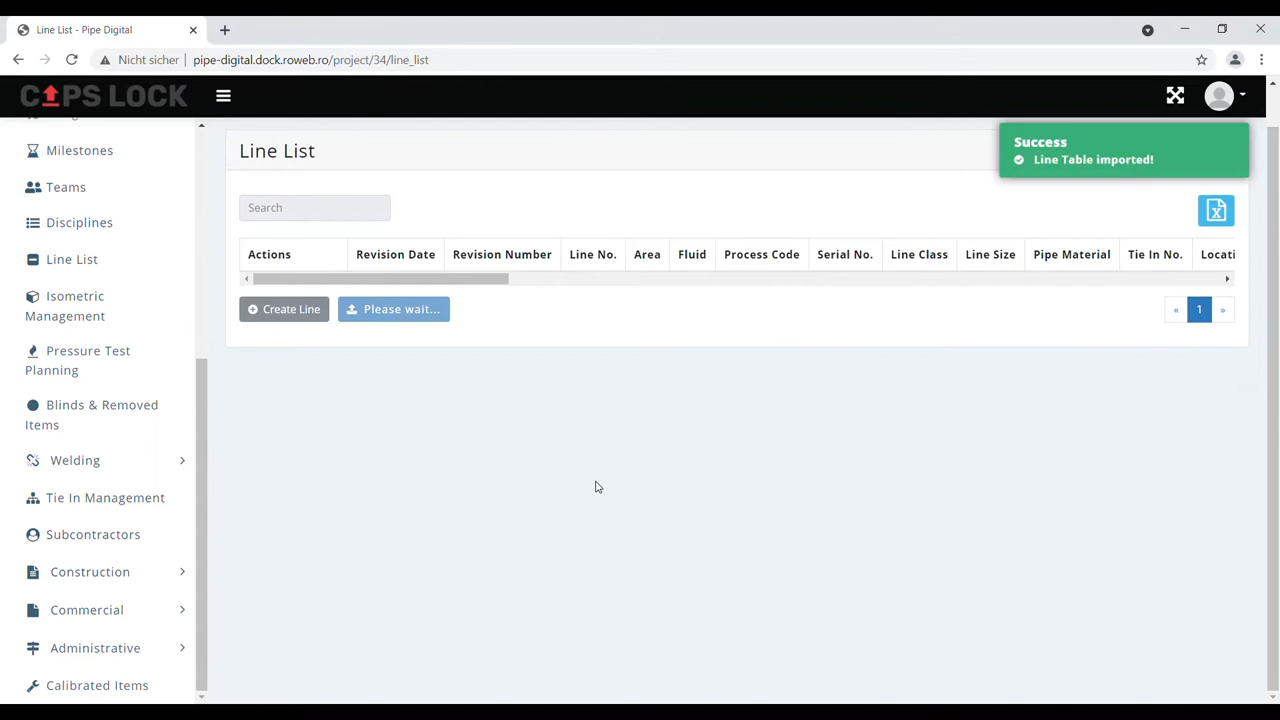 Line List - Pipe Digital
Nicht sicher | pipe-digital.dock.roweb.ro/project/34/line_list
CAPS LOCK
Success
Line Table imported!
Milestones
Teams
Disciplines
Line List
Isometric
Management
Pressure Test
Planning
Blinds & Removed
Items
Welding
Tie In Management
Subcontractors
Construction
Commercial
Administrative
Calibrated Items
Line List
Search
Actions Revision Date Revision Number Line No. Area Fluid Process Code Serial No. Line Class Line Size Pipe Material Tie In No. Locati
Create Line Please wait... « 1 »